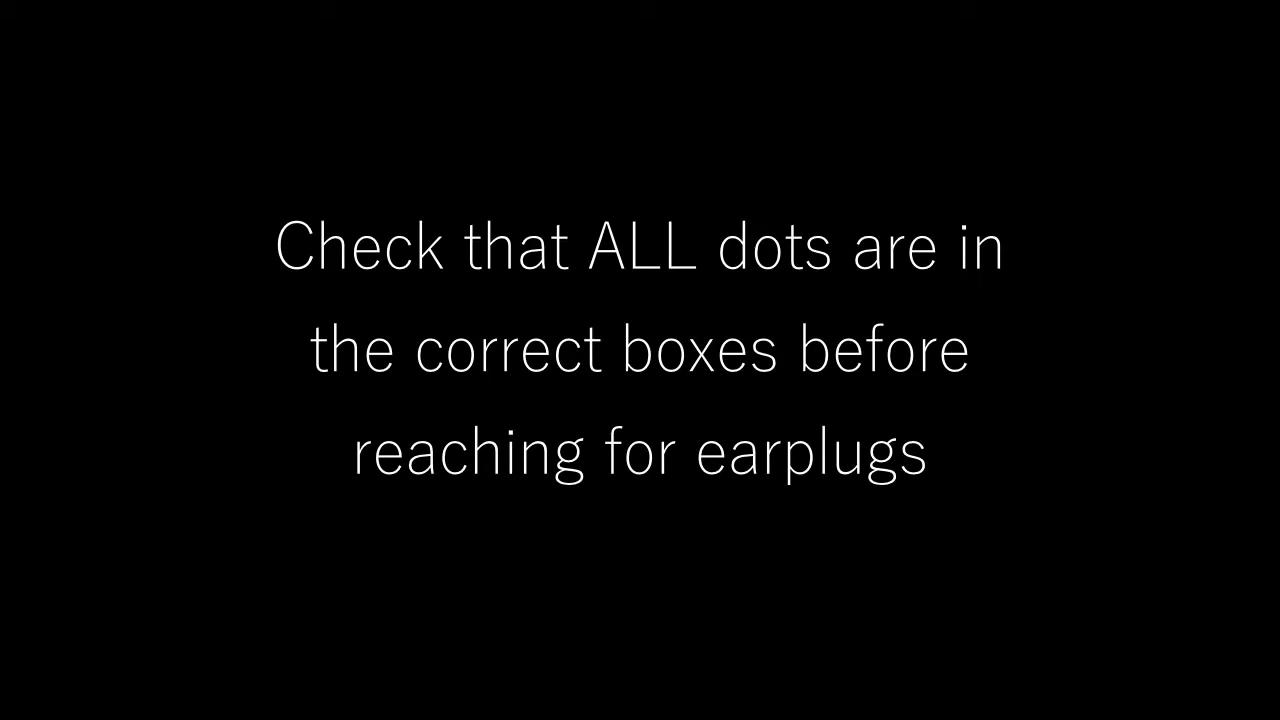 Check that ALL dots are in
the correct boxes before
reaching for earplugs